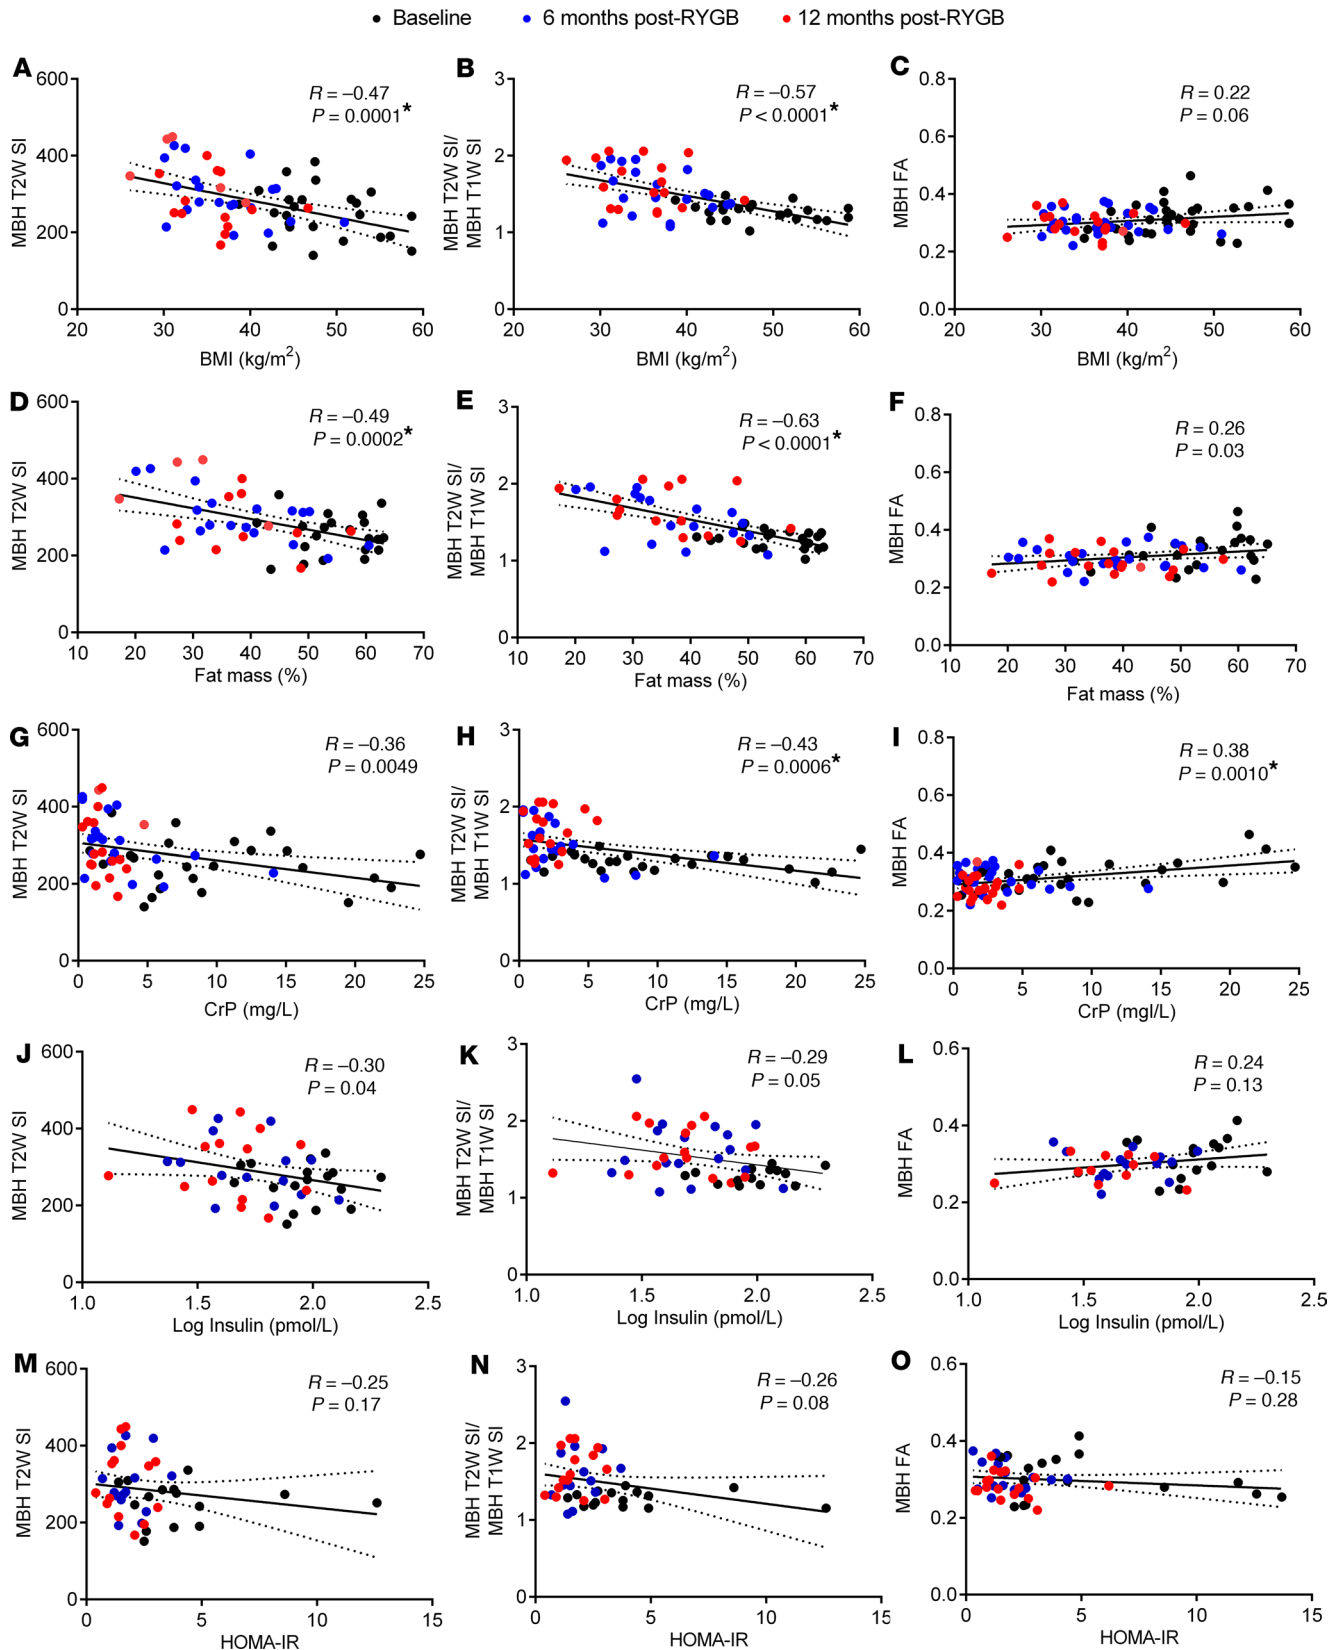 Baseline
6 months post-RYGB
12 months post-RYGB
A
600
400
200
0
MBH T2W SI
R = –0.47
P = 0.0001*
20
30
40
50
60
BMI (kg/m2)
B
3
2
1
0
MBH T2W SI/
MBH T1W SI
R = –0.57
P < 0.0001*
20
30
40
50
60
BMI (kg/m2)
C
0.8
0.6
0.4
0.2
0.0
MBH FA
R = 0.22
P = 0.06
20
30
40
50
60
BMI (kg/m2)
D
600
400
200
0
MBH T2W SI
R = –0.49
P = 0.0002*
10
20
30
40
50
60
70
Fat mass (%)
E
3
2
1
0
MBH T2W SI/
MBH T1W SI
R = –0.63
P < 0.0001*
10
20
30
40
50
60
70
Fat mass (%)
F
0.8
0.6
0.4
0.2
0.0
MBH FA
R = 0.26
P = 0.03
10
20
30
40
50
60
70
Fat mass (%)
G
600
400
200
0
MBH T2W SI
R = –0.36
P = 0.0049
0
5
10
15
20
25
CrP (mg/L)
H
3
2
1
0
MBH T2W SI/
MBH T1W SI
R = –0.43
P = 0.0006*
0
5
10
15
20
25
CrP (mg/L)
I
0.8
0.6
0.4
0.2
0.0
MBH FA
R = 0.38
P = 0.0010*
0
5
10
15
20
25
CrP (mgl/L)
J
600
400
200
0
MBH T2W SI
R = –0.30
P = 0.04
1.0
1.5
2.0
2.5
Log Insulin (pmol/L)
K
3
2
1
0
MBH T2W SI/
MBH T1W SI
R = –0.29
P = 0.05
1.0
1.5
2.0
2.5
Log Insulin (pmol/L)
L
0.6
0.4
0.2
0.0
MBH FA
R = 0.24
P = 0.13
1.0
1.5
2.0
2.5
Log Insulin (pmol/L)
M
600
400
200
0
MBH T2W SI
R = –0.25
P = 0.17
0
5
10
15
HOMA-IR
N
3
2
1
0
MBH T2W SI/
MBH T1W SI
R = –0.26
P = 0.08
0
5
10
15
HOMA-IR
O
0.6
0.4
0.2
0.0
MBH FA
R = –0.15
P = 0.28
0
5
10
15
HOMA-IR